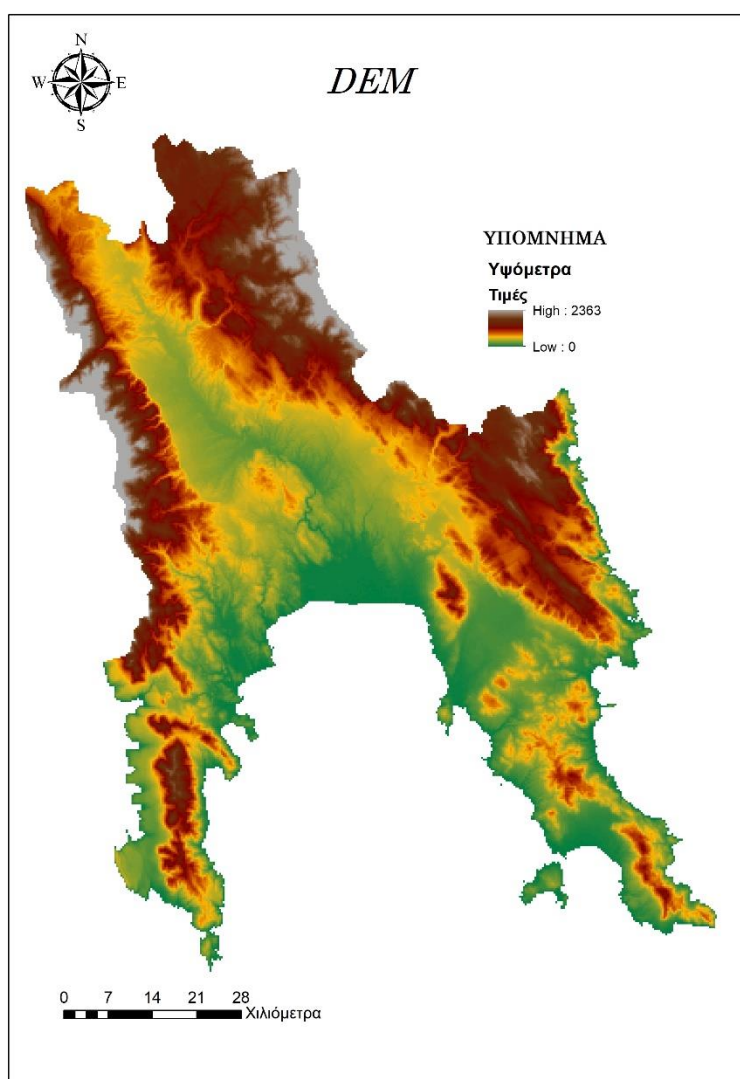 N
W E
S
DEM
ΥΠΟΜΝΗΜΑ
Υψόμετρα
Τιμές
High : 2363
Low : 0
0 7 14 21 28
Χιλιόμετρα